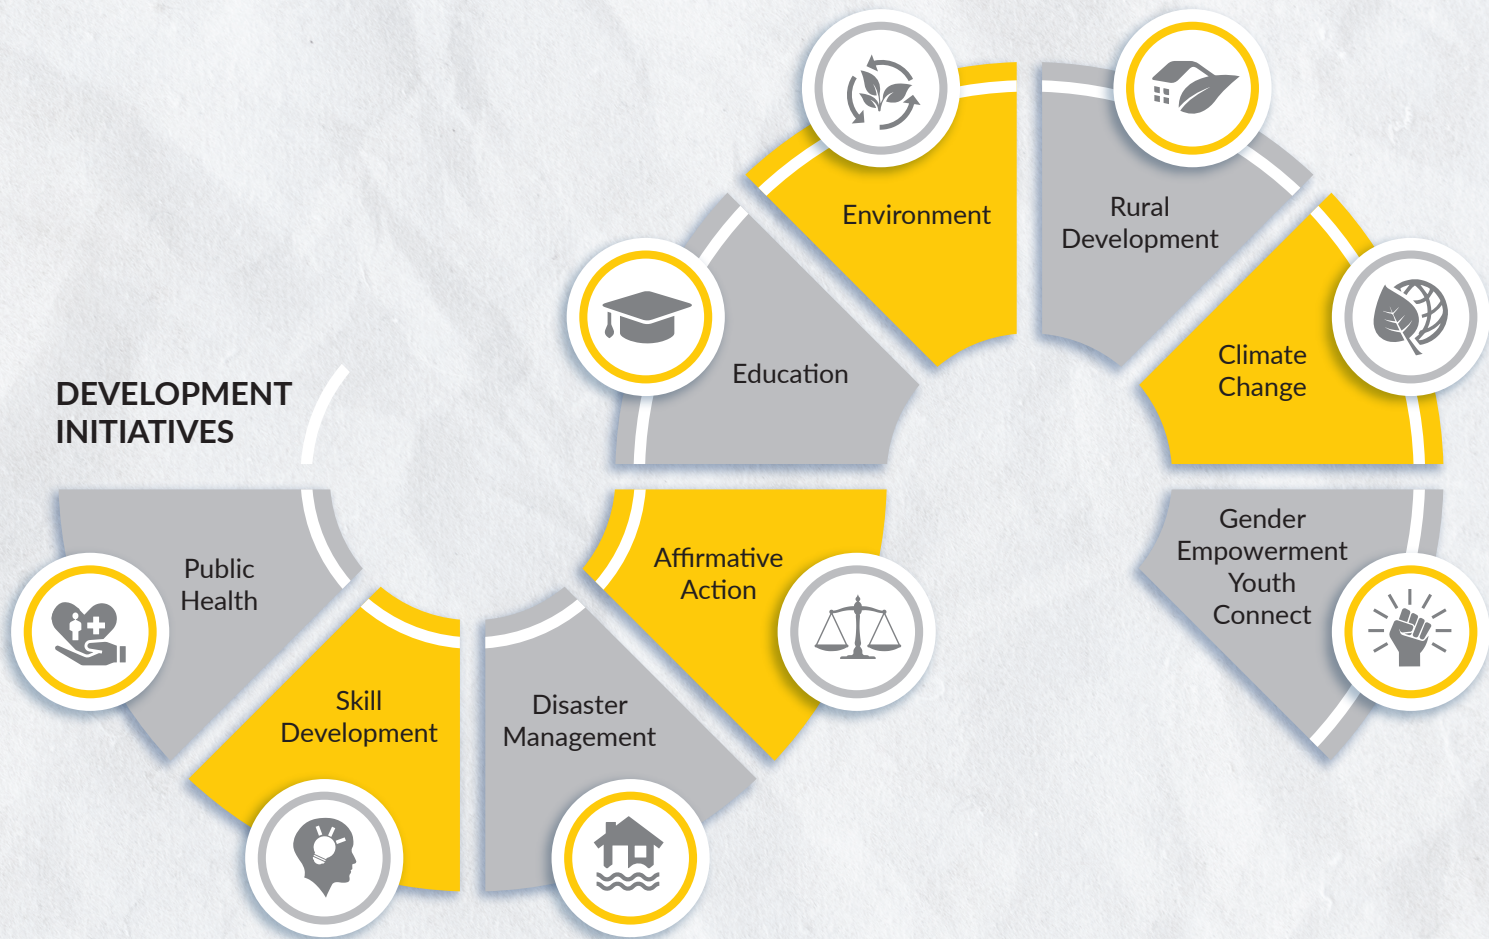 DEVELOPMENT
INITIATIVES
Public
Health
Skill
Development
Disaster
Management
Affirmative
Action
Education
Environment
Rural
Development
Climate
Change
Gender
Empowerment
Youth
Connect